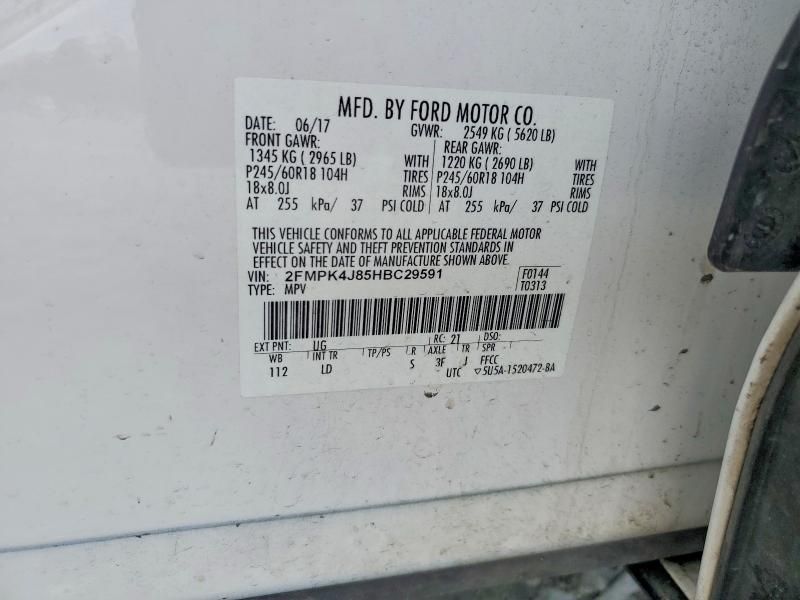 MFD. BY FORD MOTOR CO.
DATE: 06/17 GVWR: 2549 KG ( 5620 LB)
FRONT GAWR: REAR GAWR:
1345 KG ( 2965 LB) WITH 1220 KG ( 2690 LB) WITH
P245/60R18 104H TIRES P245/60R18 104H TIRES
18x8.0J RIMS 18x8.0J RIMS
AT 255 kPa/ 37 PSI COLD AT 255 kPa/ 37 PSI COLD
THIS VEHICLE CONFORMS TO ALL APPLICABLE FEDERAL MOTOR
VEHICLE SAFETY AND THEFT PREVENTION STANDARDS IN
EFFECT ON THE DATE OF MANUFACTURE SHOWN ABOVE.
VIN: 2FMPK4J85HBC29591 F0144
TYPE: MPV T0313
EXT PNT: UG RC: 21 DSO:
WB INT TR TP/PS R AXLE TR SPR
112 LD S 3F J FFCC
UTC ▽5U5A-1520472-BA